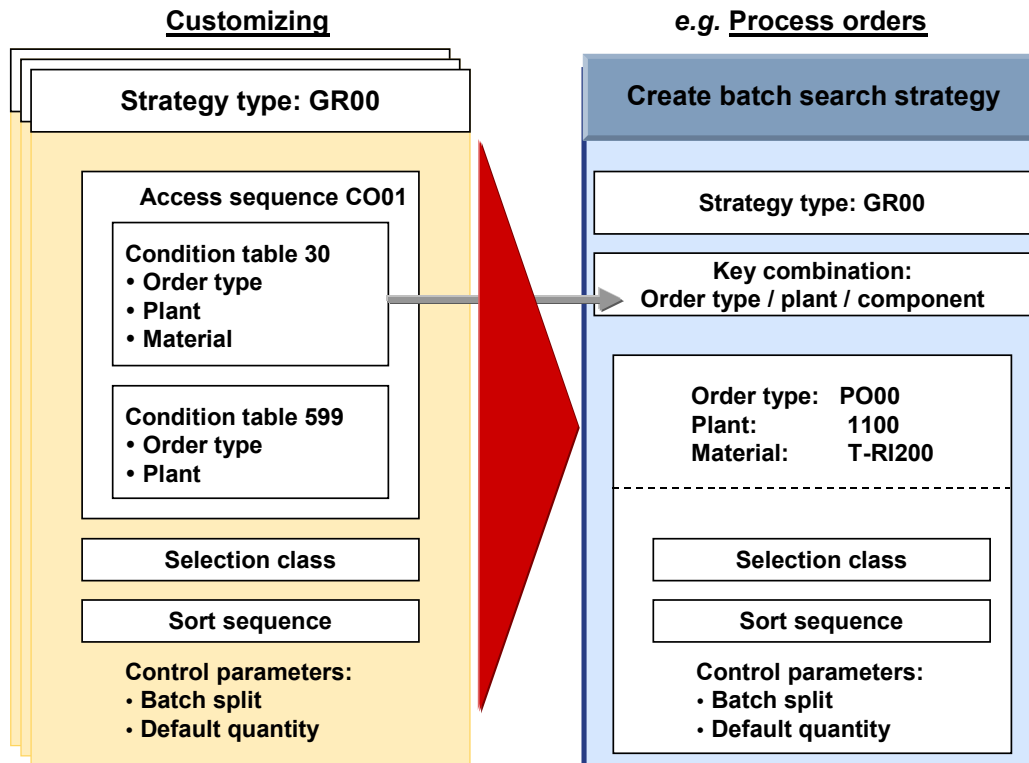 Customizing
Strategy type: GR00
Access sequence CO01
Condition table 30
• Order type
• Plant
• Material
Condition table 599
• Order type
• Plant
Selection class
Sort sequence
Control parameters:
• Batch split
• Default quantity
e.g. Process orders
Create batch search strategy
Strategy type: GR00
Key combination:
Order type / plant / component
Order type: PO00
Plant: 1100
Material: T-RI200
Selection class
Sort sequence
Control parameters:
• Batch split
• Default quantity